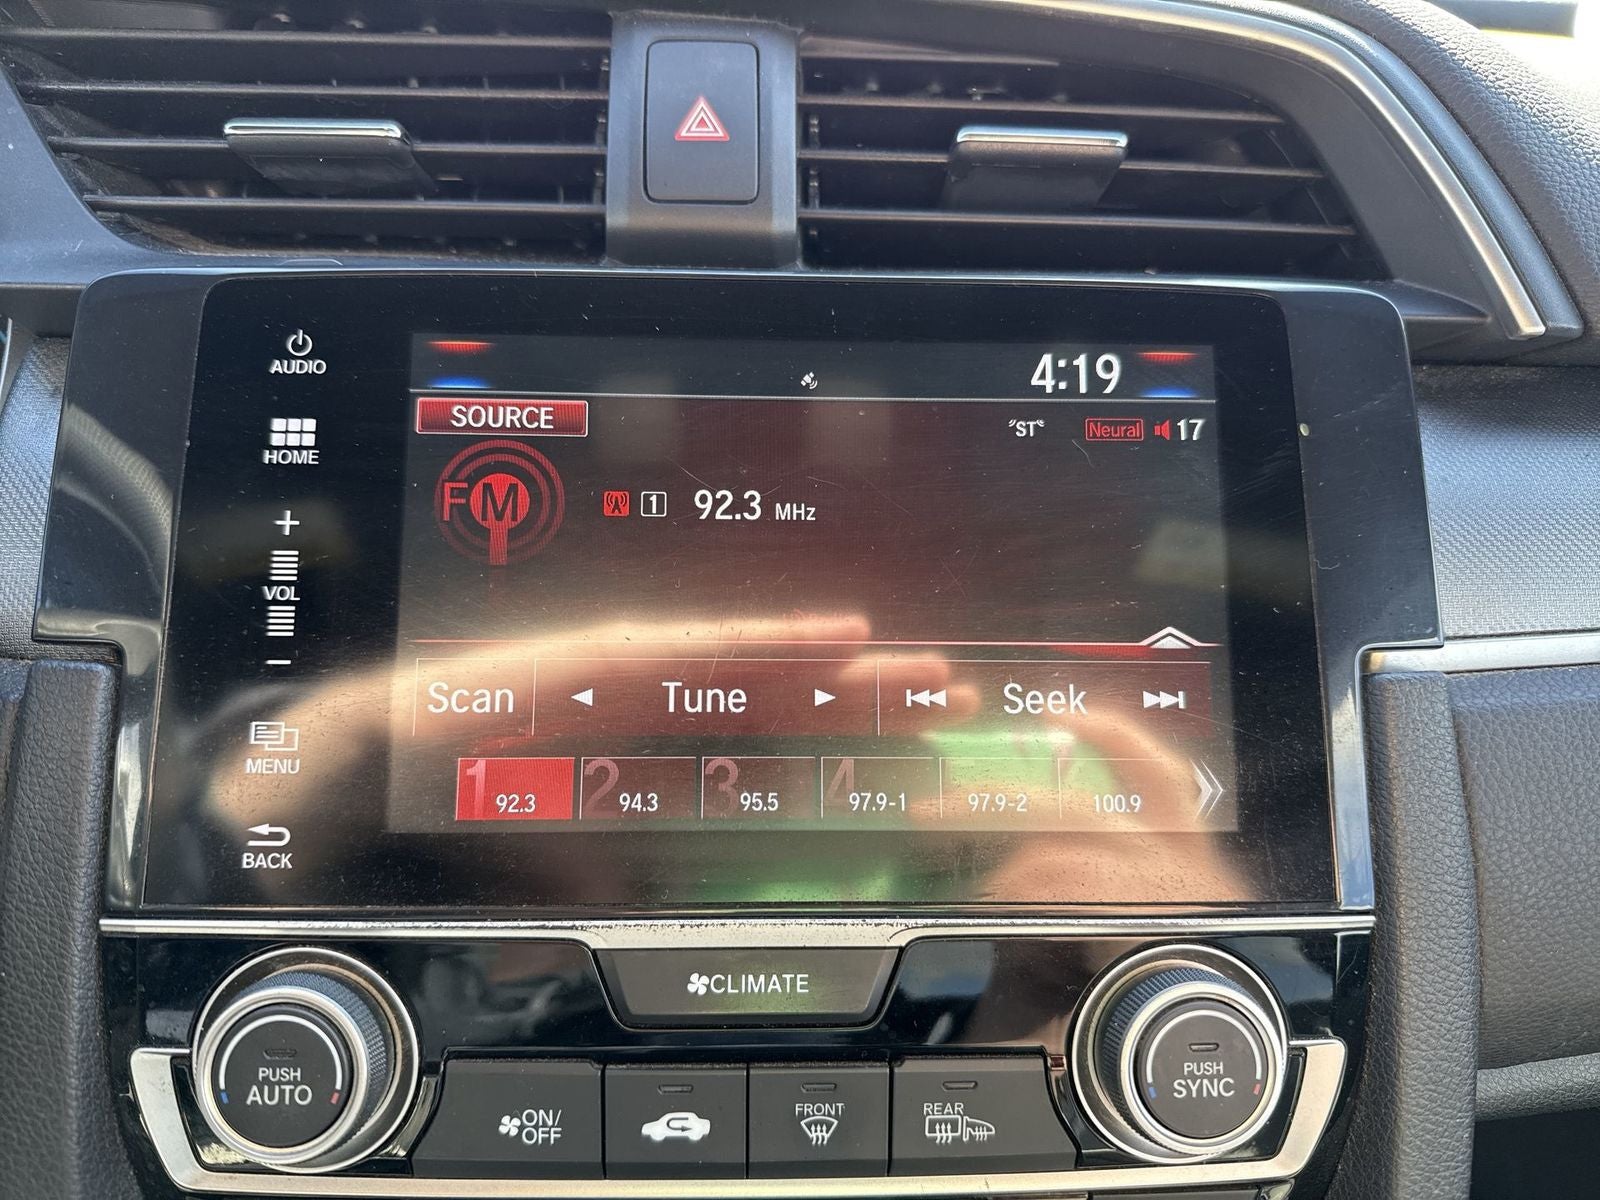 AUDIO
4:19
SOURCE
"ST"
Neural
17
HOME
FM
1
92.3 MHz
+
VOL
-
Scan
Tune
Seek
MENU
1 92.3
2 94.3
3 95.5
4 97.9-1
97.9-2
100.9
BACK
CLIMATE
PUSH
AUTO
PUSH
SYNC
ON/
OFF
FRONT
REAR